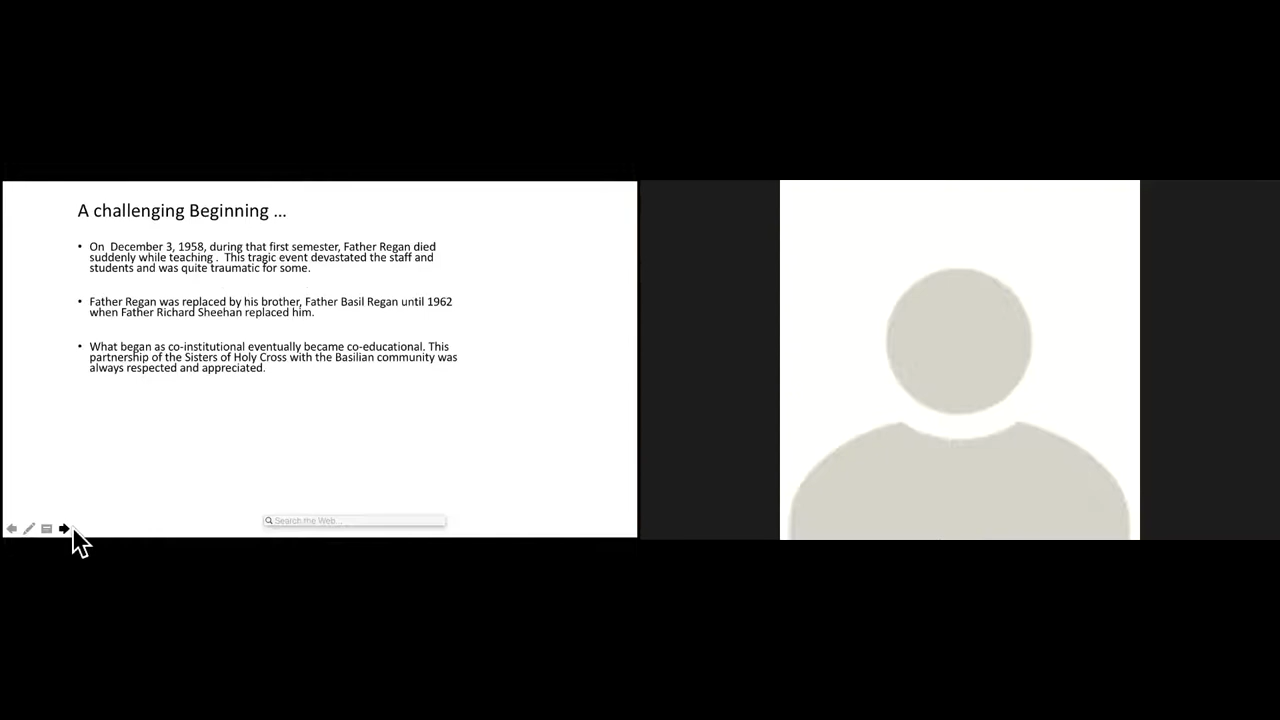 A challenging Beginning ...
• On  December 3, 1958, during that first semester, Father Regan died
suddenly while teaching .  This tragic event devastated the staff and
students and was quite traumatic for some.
• Father Regan was replaced by his brother, Father Basil Regan until 1962
when Father Richard Sheehan replaced him.
• What began as co-institutional eventually became co-educational. This
partnership of the Sisters of Holy Cross with the Basilian community was
always respected and appreciated.
Search the Web...